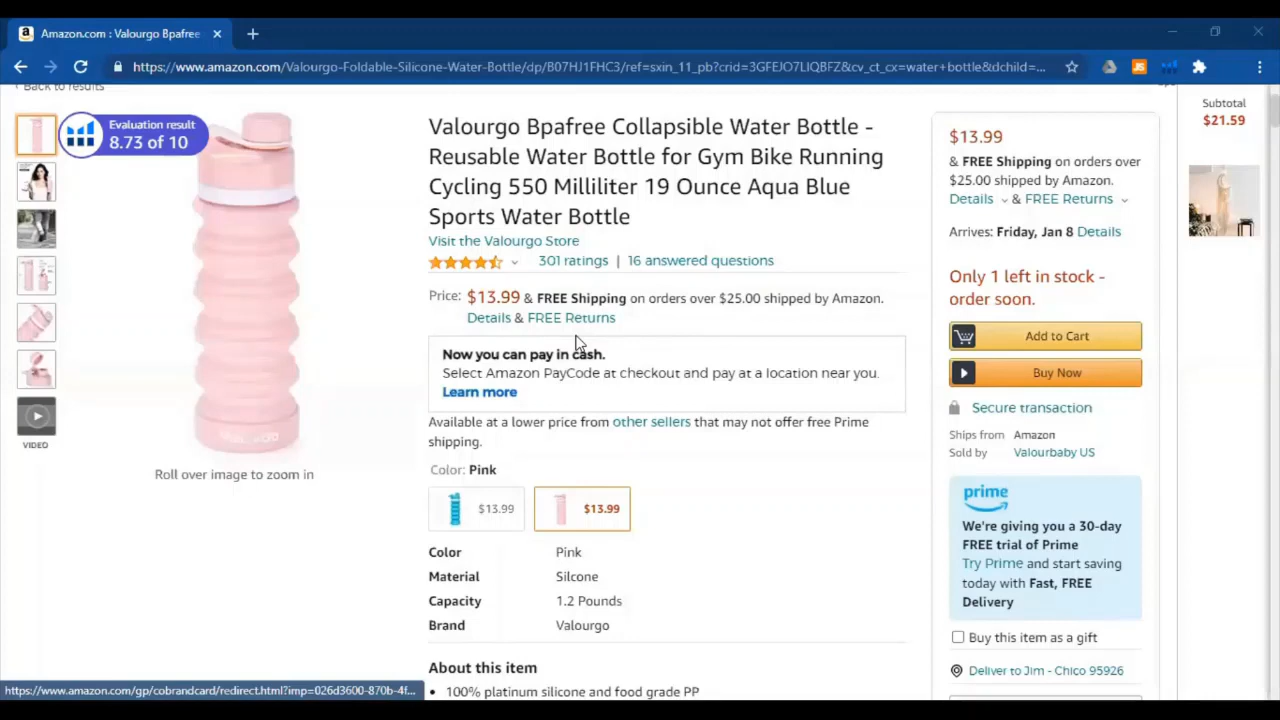 Amazon.com : Valourgo Bpafree
https://www.amazon.com/Valourgo-Foldable-Silicone-Water-Bottle/dp/B07HJ1FHC3/ref=sxin_11_pb?crid=3GFEJO7LIQBFZ&cv_ct_cx=water+bottle&dchild=...
Back to results
Evaluation result
8.73 of 10
VIDEO
Roll over image to zoom in
Valourgo Bpafree Collapsible Water Bottle -
Reusable Water Bottle for Gym Bike Running
Cycling 550 Milliliter 19 Ounce Aqua Blue
Sports Water Bottle
Visit the Valourgo Store
301 ratings | 16 answered questions
Price: $13.99 & FREE Shipping on orders over $25.00 shipped by Amazon.
Details & FREE Returns
Now you can pay in cash.
Select Amazon PayCode at checkout and pay at a location near you.
Learn more
Available at a lower price from other sellers that may not offer free Prime
shipping.
Color: Pink
$13.99 $13.99
Color Pink
Material Silcone
Capacity 1.2 Pounds
Brand Valourgo
About this item
• 100% platinum silicone and food grade PP
$13.99
& FREE Shipping on orders over
$25.00 shipped by Amazon.
Details & FREE Returns
Arrives: Friday, Jan 8 Details
Only 1 left in stock -
order soon.
Add to Cart
Buy Now
Secure transaction
Ships from Amazon
Sold by Valourbaby US
prime
We're giving you a 30-day
FREE trial of Prime
Try Prime and start saving
today with Fast, FREE
Delivery
Buy this item as a gift
Deliver to Jim - Chico 95926
Subtotal
$21.59
https://www.amazon.com/gp/cobrandcard/redirect.html?imp=026d3600-870b-4f...